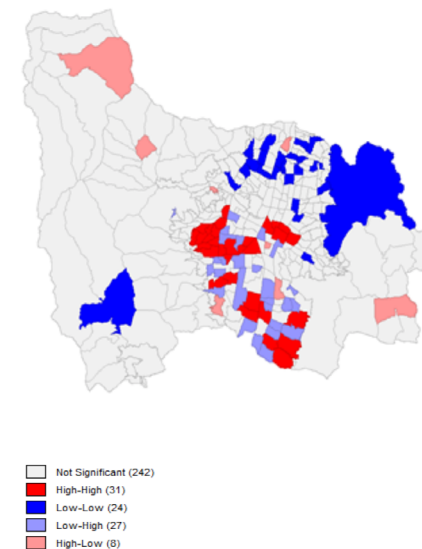 Not Significant (242)
High-High (31)
Low-Low (24)
Low-High (27)
High-Low (8)